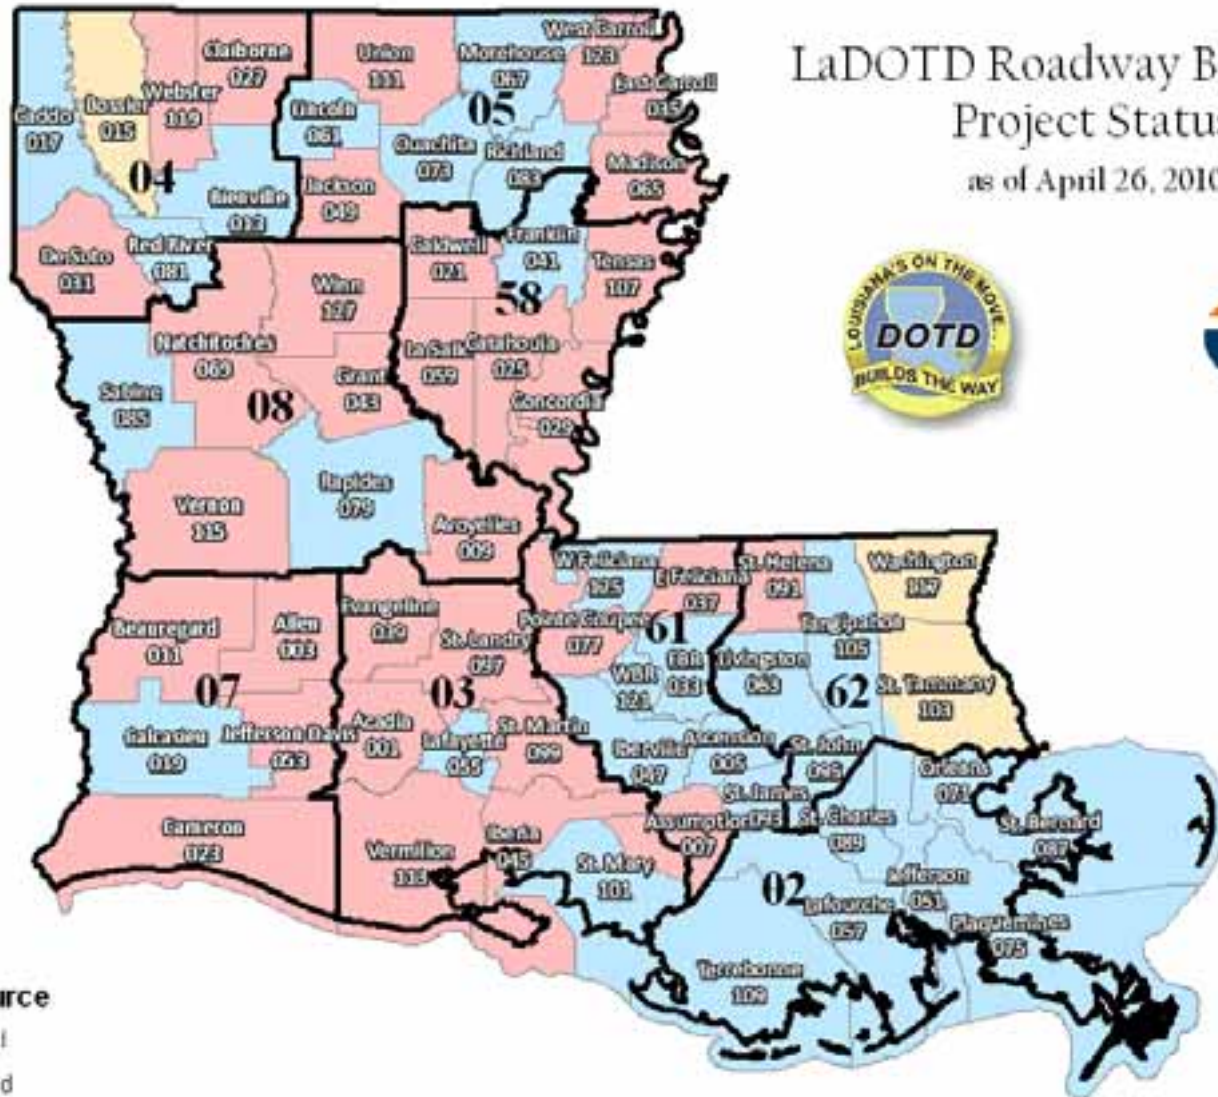 LaDOTD Roadway B
Project Statu
as of April 26, 2010
LOUISIANA'S ON THE MOVE...
DOTD
BUILDS THE WAY
Caddo
017
Bossier
015
Webster
119
Claiborne
027
04
Bienville
013
De Soto
031
Red River
081
Union
111
Lincoln
061
Jackson
049
Morehouse
067
05
Ouachita
073
Richland
083
West Carroll
123
East Carroll
035
Madison
065
Caldwell
021
Franklin
041
Tensas
107
58
La Salle
059
Catahoula
025
Concordia
029
Winn
127
Natchitoches
069
Grant
043
Sabine
085
08
Rapides
079
Vernon
115
Avoyelles
009
Beauregard
011
Allen
003
07
Calcasieu
019
Jefferson Davis
053
Cameron
023
Evangeline
039
St. Landry
097
03
Acadia
001
Lafayette
055
St. Martin
099
Vermilion
113
Iberia
045
St. Mary
101
W Feliciana
125
E Feliciana
037
Pointe Coupee
077
61
WBR
121
EBR
033
Iberville
047
Ascension
005
St. James
093
Assumption
007
St. Helena
091
Tangipahoa
105
Washington
117
Livingston
063
62
St. Tammany
103
St. John
095
St. Charles
089
Orleans
071
St. Bernard
087
Jefferson
051
02
Lafourche
057
Plaquemines
075
Terrebonne
109
urce
d